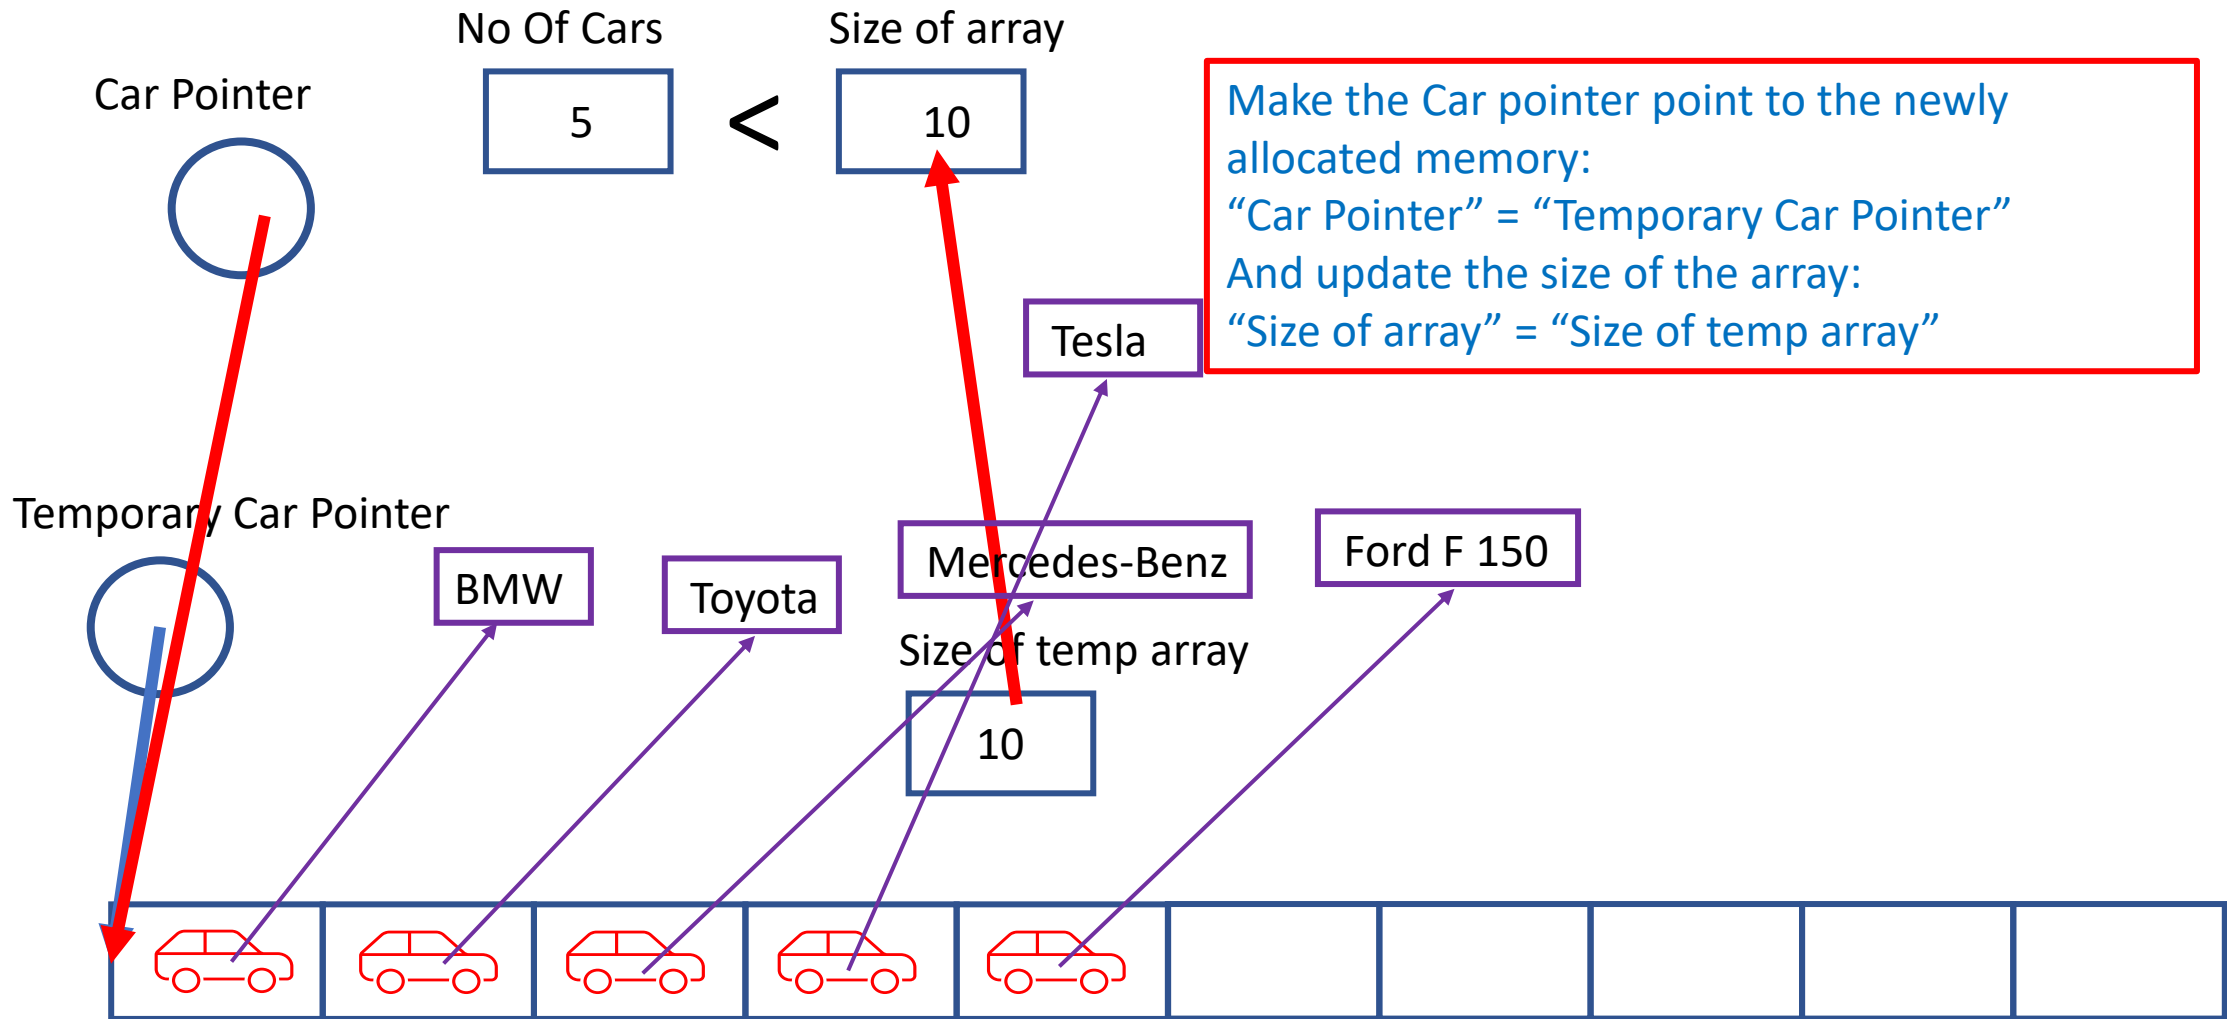 No Of Cars
Size of array
Car Pointer
5
<
10
Make the Car pointer point to the newly
allocated memory:
“Car Pointer” = “Temporary Car Pointer”
And update the size of the array:
“Size of array” = “Size of temp array”
Tesla
Temporary Car Pointer
BMW
Toyota
Mercedes-Benz
Ford F 150
Size of temp array
10